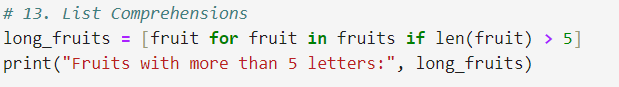 # 13. List Comprehensions
long_fruits = [fruit for fruit in fruits if len(fruit) > 5]
print("Fruits with more than 5 letters:", long_fruits)